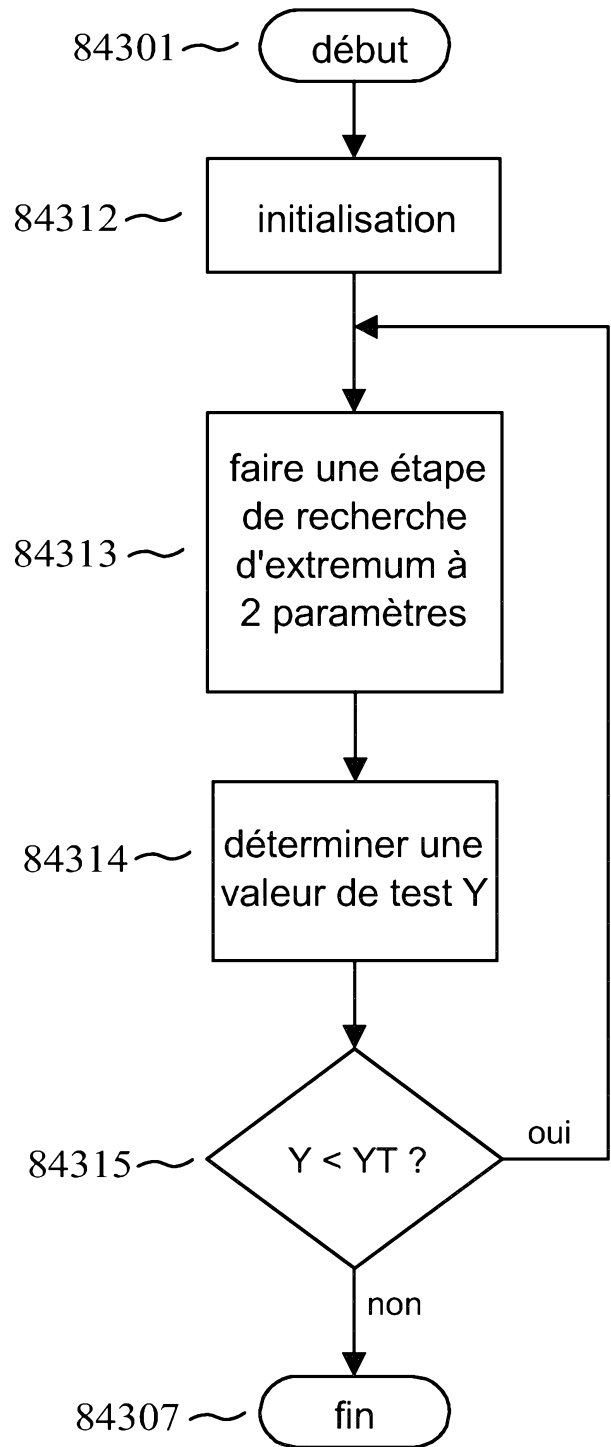 84301
début
84312
initialisation
84313
faire une étape
de recherche
d'extremum à
2 paramètres
84314
déterminer une
valeur de test Y
84315
Y < YT ?
oui
non
84307
fin